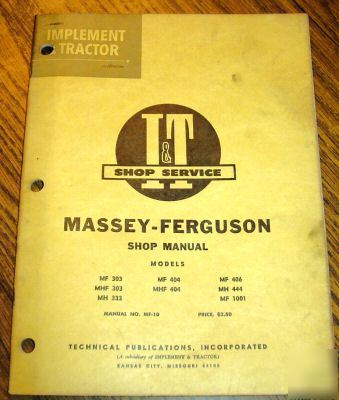 IMPLEMENT
& TRACTOR
I&T
SHOP SERVICE
MASSEY-FERGUSON
SHOP MANUAL
MODELS
MF 303 MF 404 MF 406
MHF 303 MHF 404 MH 444
MH 333 MF 1001
MANUAL NO. MF-10 PRICE, $2.50
TECHNICAL PUBLICATIONS, INCORPORATED
(A subsidiary of IMPLEMENT & TRACTOR)
KANSAS CITY, MISSOURI 64105